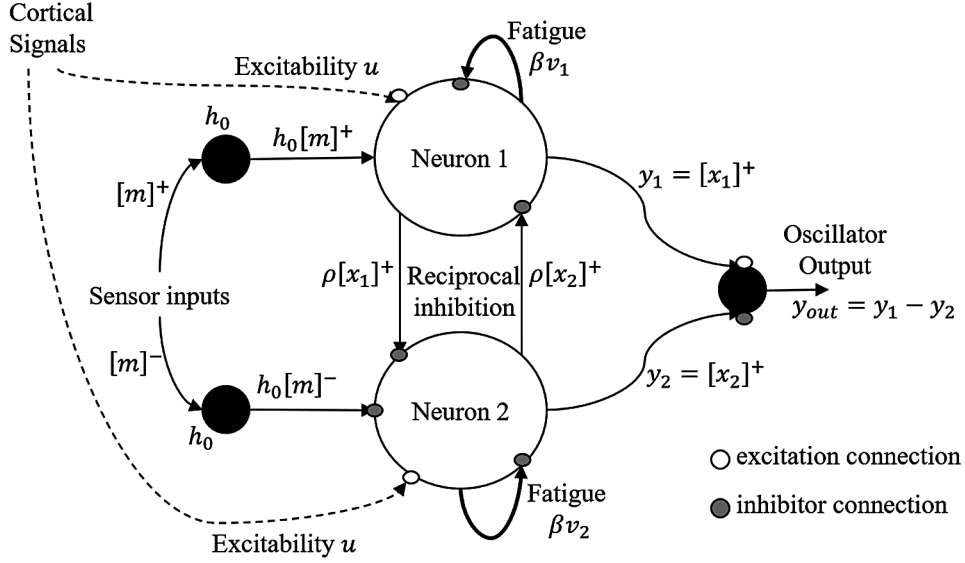 Cortical
Signals
Excitability u
Fatigue
βv₁
h₀
h₀[m]⁺
Neuron 1
[m]⁺
y₁ = [x₁]⁺
Sensor inputs
ρ[x₁]⁺
Reciprocal
inhibition
ρ[x₂]⁺
Oscillator
Output
y_out = y₁ − y₂
[m]⁻
h₀[m]⁻
h₀
Neuron 2
y₂ = [x₂]⁺
excitation connection
Fatigue
βv₂
inhibitor connection
Excitability u